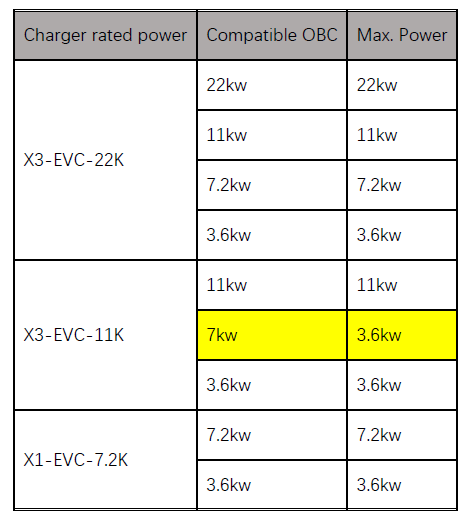 Charger rated power Compatible OBC Max. Power
22kw 22kw
11kw 11kw
X3-EVC-22K
7.2kw 7.2kw
3.6kw 3.6kw
11kw 11kw
X3-EVC-11K 7kw 3.6kw
3.6kw 3.6kw
7.2kw 7.2kw
X1-EVC-7.2K
3.6kw 3.6kw